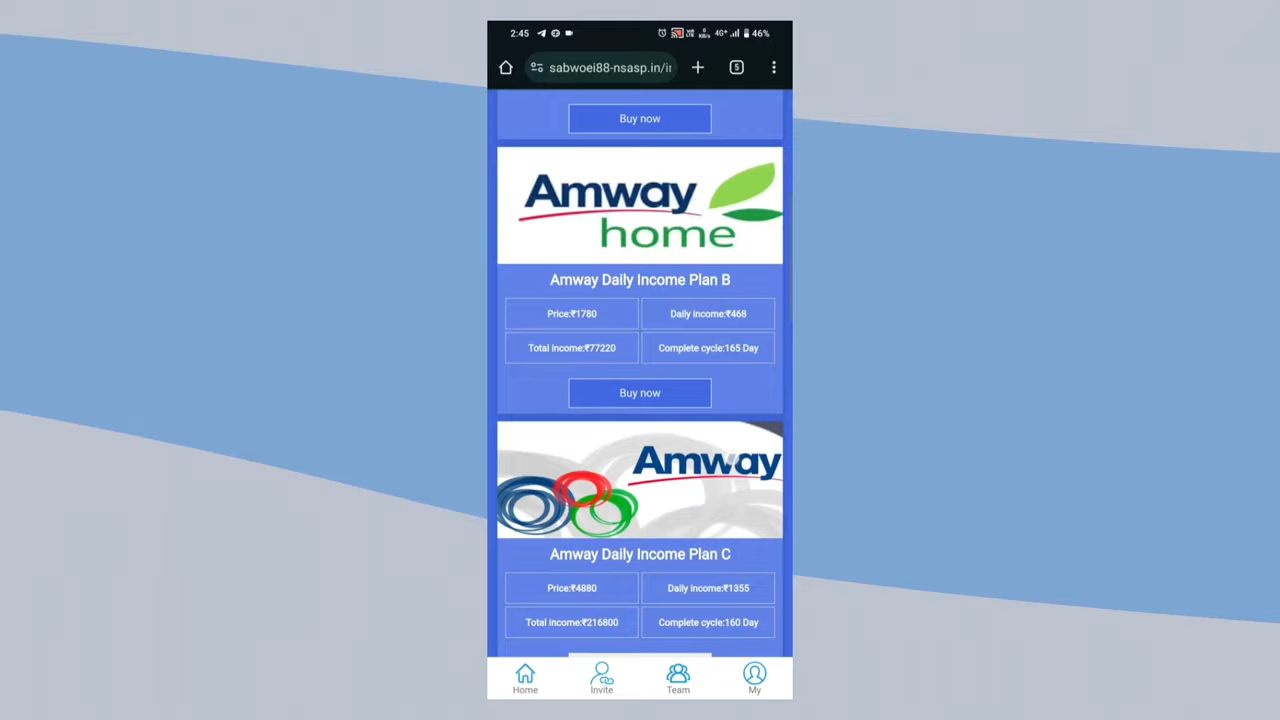 2:45
4G+
46%
sabwoei88-nsasp.in/i
5
Buy now
Amway
home
Amway Daily Income Plan B
Price:₹1780
Daily income:₹468
Total income:₹77220
Complete cycle:165 Day
Buy now
Amway
Amway Daily Income Plan C
Price:₹4880
Daily income:₹1355
Total income:₹216800
Complete cycle:160 Day
Home
Invite
Team
My